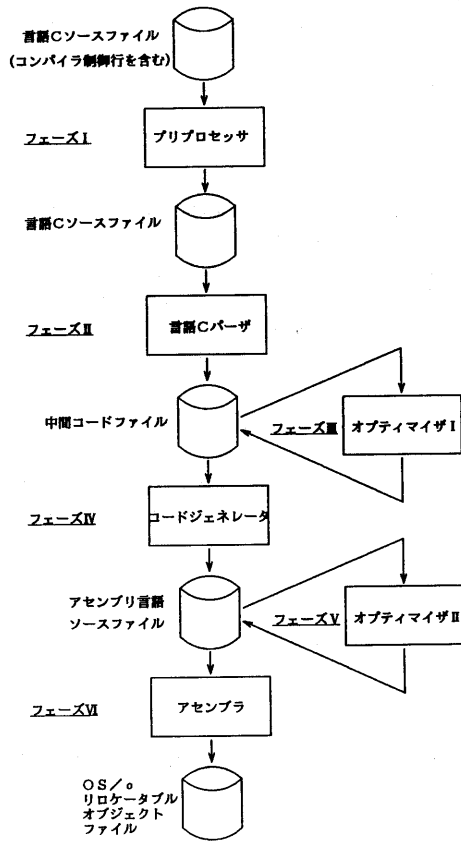 言語Cソースファイル
(コンパイラ制御行を含む)
フェーズⅠ
プリプロセッサ
言語Cソースファイル
フェーズⅡ
言語Cパーザ
中間コードファイル
フェーズⅢ
オプティマイザⅠ
フェーズⅣ
コードジェネレータ
アセンブリ言語
ソースファイル
フェーズⅤ
オプティマイザⅡ
フェーズⅥ
アセンブラ
OS/o
リロケータブル
オブジェクト
ファイル